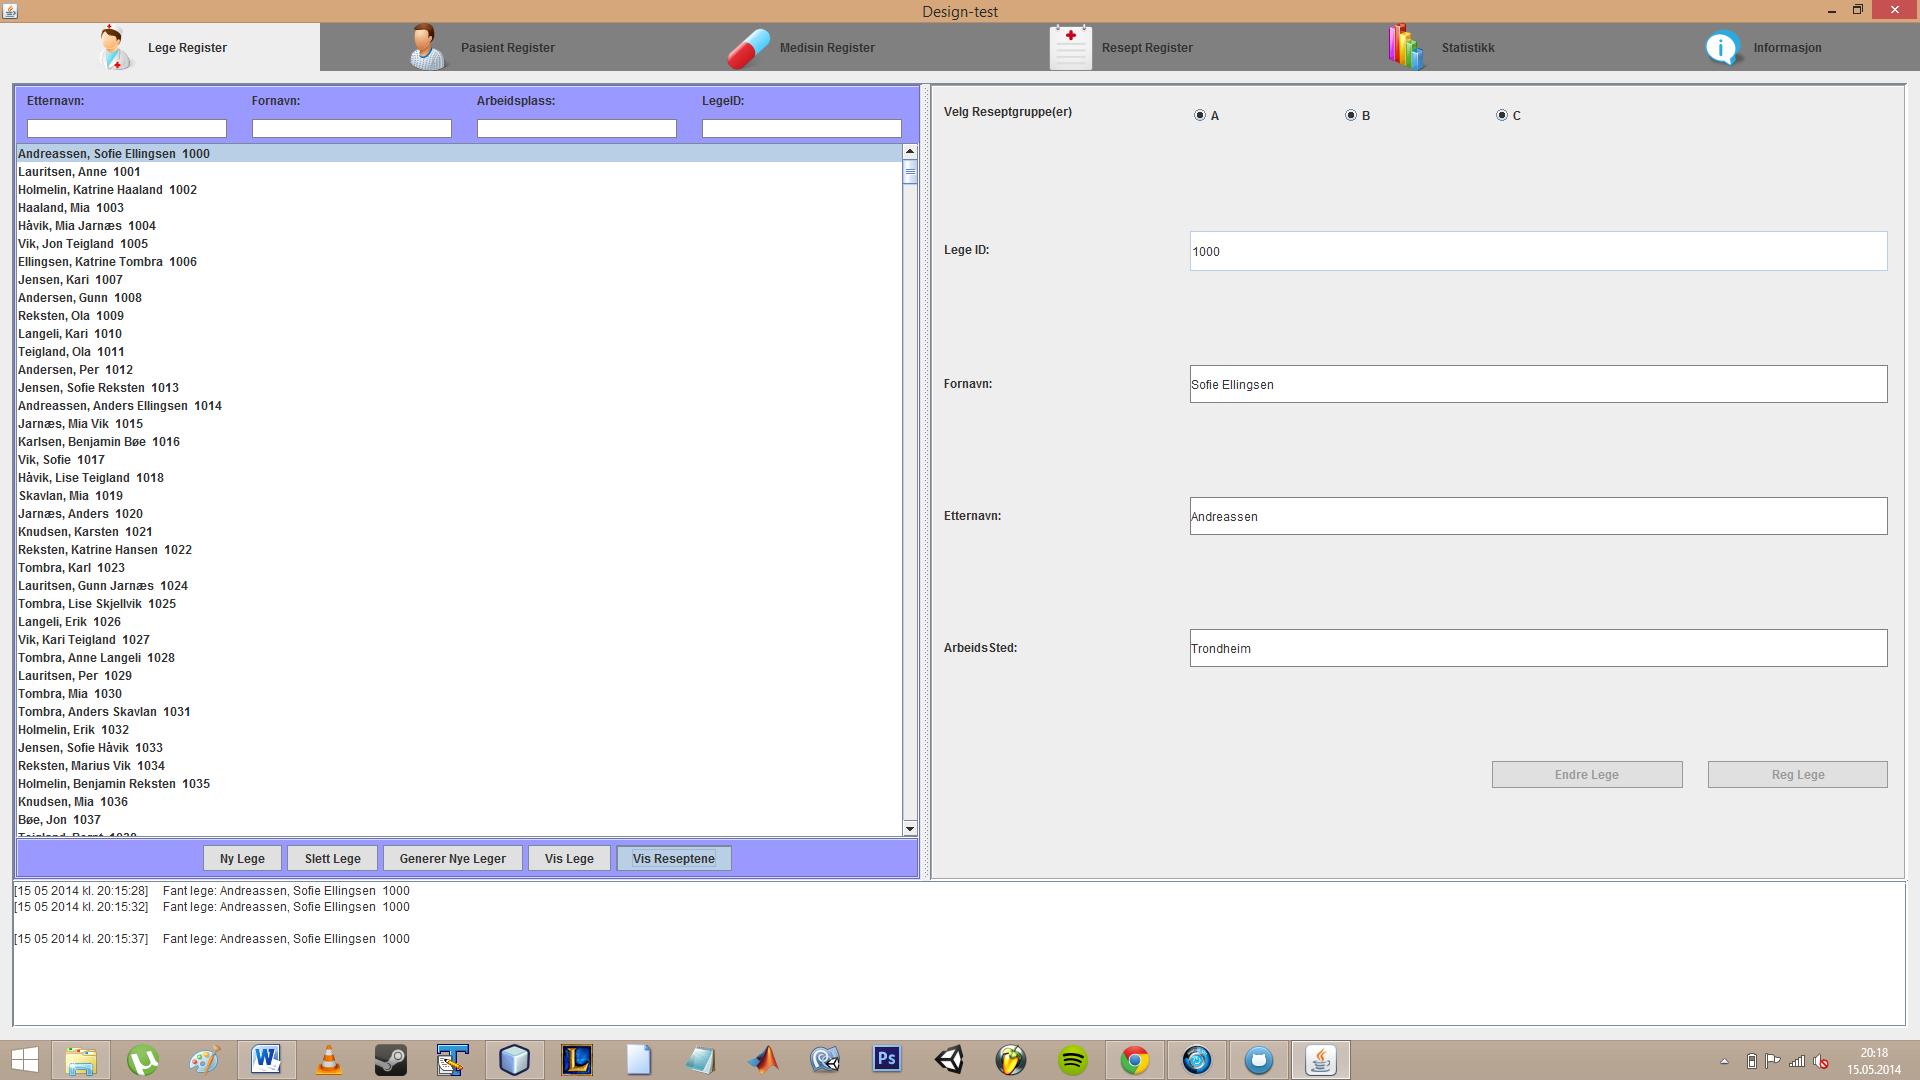 Design-test
Lege Register
Pasient Register
Medisin Register
Resept Register
Statistikk
Informasjon
Etternavn: Fornavn: Arbeidsplass: LegeID:
Andreassen, Sofie Ellingsen 1000
Lauritsen, Anne 1001
Holmelin, Katrine Haaland 1002
Haaland, Mia 1003
Håvik, Mia Jarnæs 1004
Vik, Jon Teigland 1005
Ellingsen, Katrine Tombra 1006
Jensen, Kari 1007
Andersen, Gunn 1008
Reksten, Ola 1009
Langeli, Kari 1010
Teigland, Ola 1011
Andersen, Per 1012
Jensen, Sofie Reksten 1013
Andreassen, Anders Ellingsen 1014
Jarnæs, Mia Vik 1015
Karlsen, Benjamin Bøe 1016
Vik, Sofie 1017
Håvik, Lise Teigland 1018
Skavlan, Mia 1019
Jarnæs, Anders 1020
Knudsen, Karsten 1021
Reksten, Katrine Hansen 1022
Tombra, Karl 1023
Lauritsen, Gunn Jarnæs 1024
Tombra, Lise Skjellvik 1025
Langeli, Erik 1026
Vik, Kari Teigland 1027
Tombra, Anne Langeli 1028
Lauritsen, Per 1029
Tombra, Mia 1030
Tombra, Anders Skavlan 1031
Holmelin, Erik 1032
Jensen, Sofie Håvik 1033
Reksten, Marius Vik 1034
Holmelin, Benjamin Reksten 1035
Knudsen, Mia 1036
Bøe, Jon 1037
Teigland, Bernt 1038
Ny Lege
Slett Lege
Generer Nye Leger
Vis Lege
Vis Reseptene
Velg Reseptgruppe(er) A B C
Lege ID: 1000
Fornavn: Sofie Ellingsen
Etternavn: Andreassen
ArbeidsSted: Trondheim
Endre Lege
Reg Lege
[15 05 2014 kl. 20:15:28] Fant lege: Andreassen, Sofie Ellingsen 1000
[15 05 2014 kl. 20:15:32] Fant lege: Andreassen, Sofie Ellingsen 1000
[15 05 2014 kl. 20:15:37] Fant lege: Andreassen, Sofie Ellingsen 1000
Ps
20:18
15.05.2014